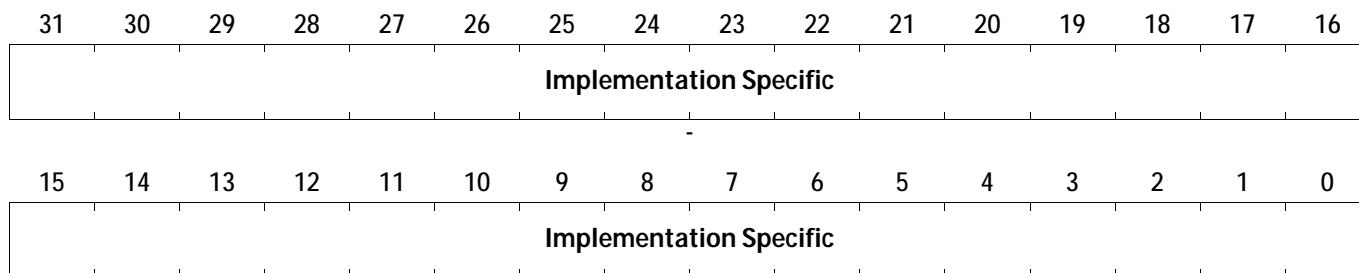 31 30 29 28 27 26 25 24 23 22 21 20 19 18 17 16
Implementation Specific
-
15 14 13 12 11 10 9 8 7 6 5 4 3 2 1 0
Implementation Specific